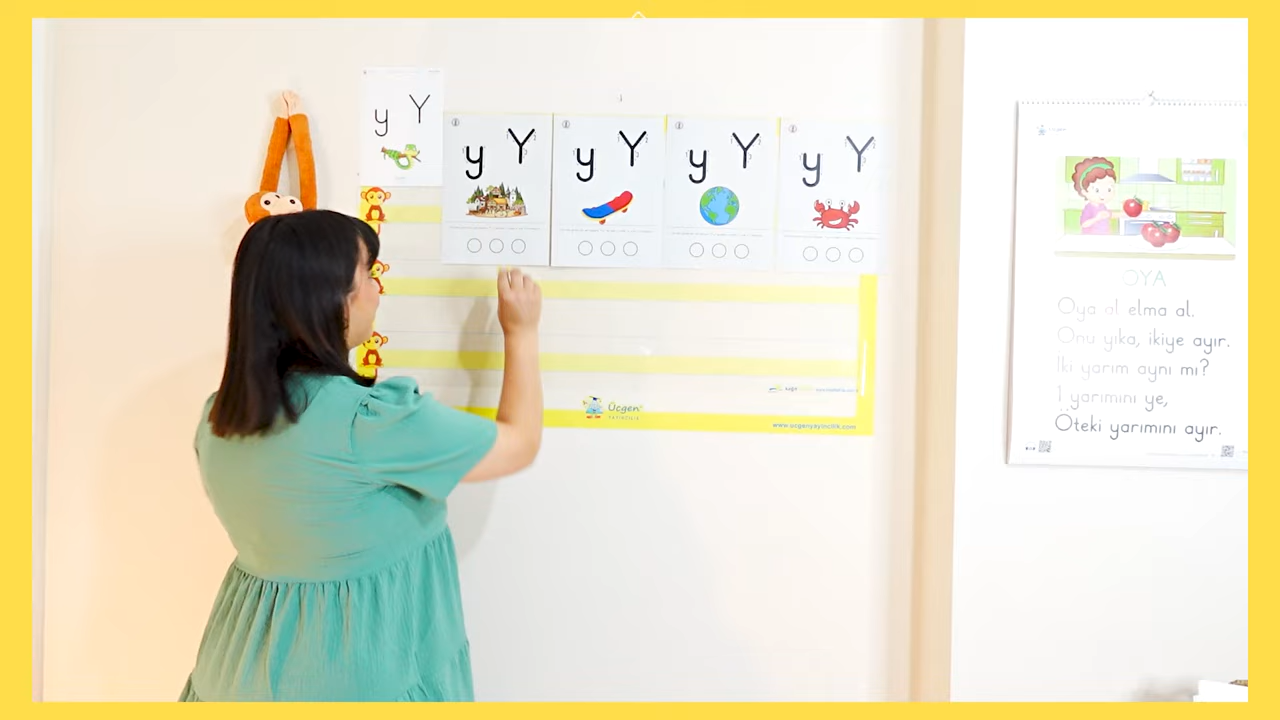 y Y
y Y
y Y
y Y
y Y
Üçgen
www.ucgenyayincilik.com
OYA
Oya al elma al.
Onu yıka, ikiye ayır.
İki yarım aynı mı?
1 yarımını ye,
Öteki yarımını ayır.